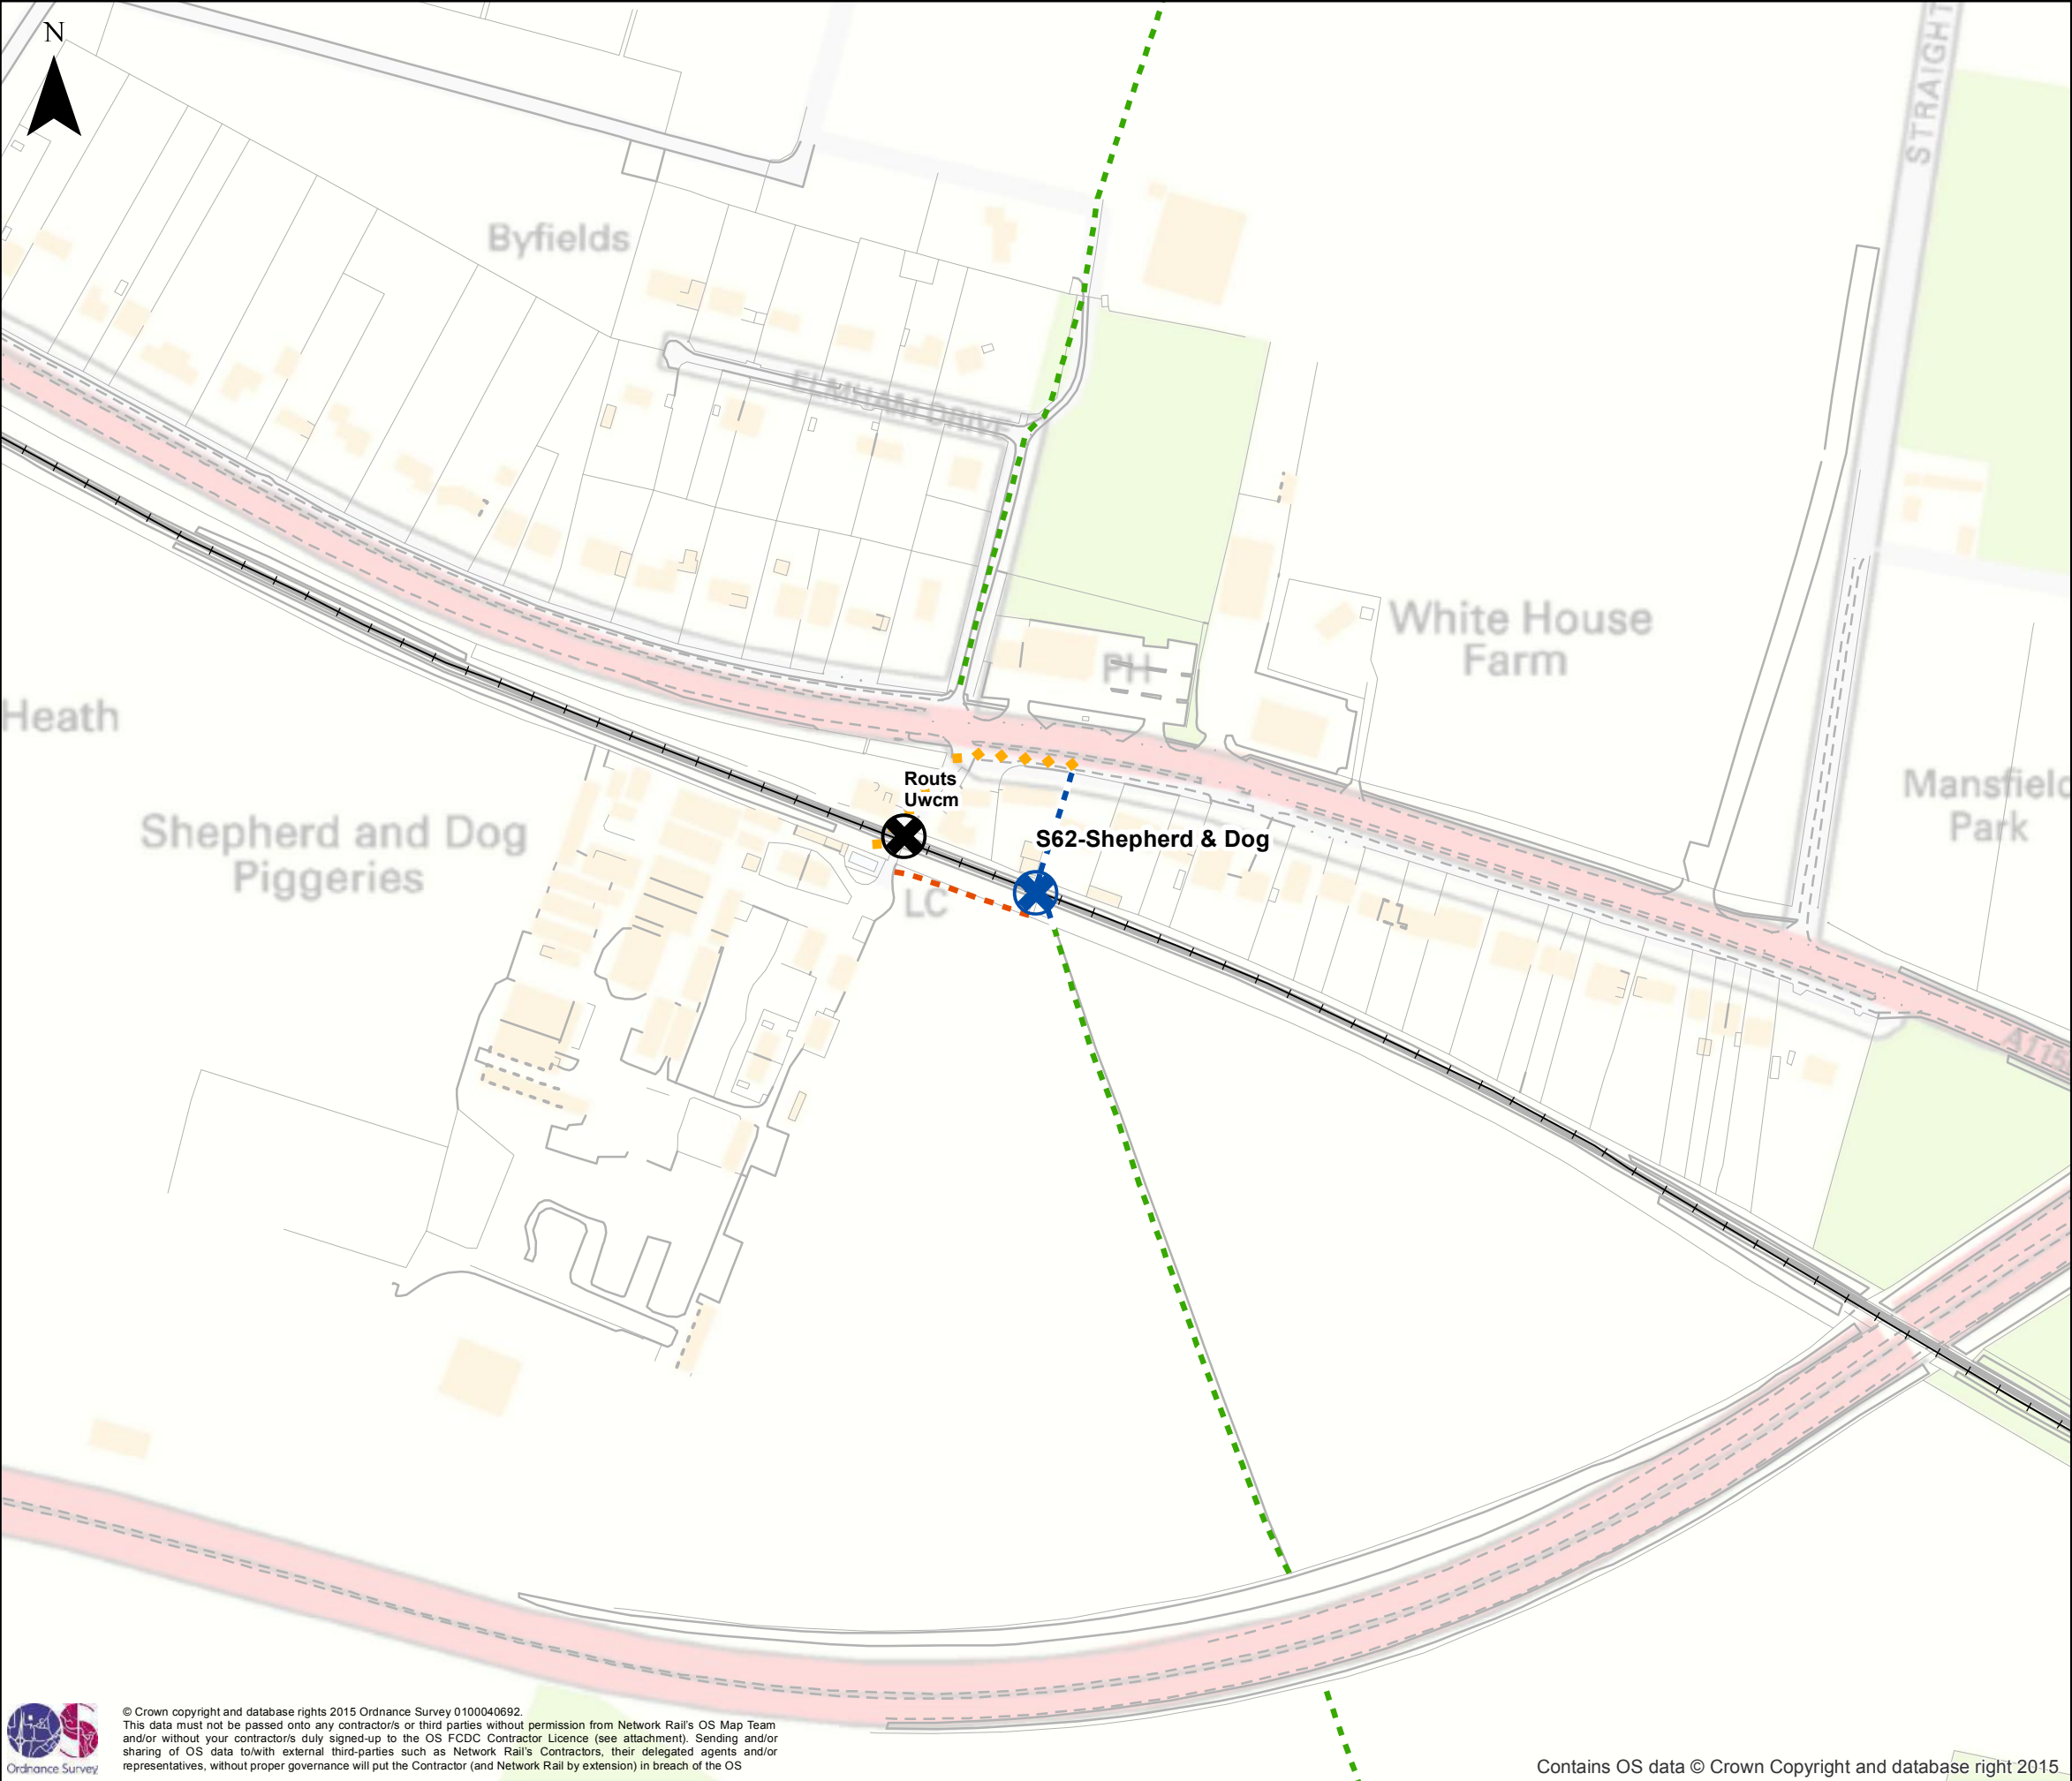 N
STRAIGHT
Byfields
ELMHAM DRIVE
White House
Farm
PH
Heath
Routs
Uwcm
Mansfield
Park
Shepherd and Dog
Piggeries
S62-Shepherd & Dog
LC
A115
© Crown copyright and database rights 2015 Ordnance Survey 0100040692.
This data must not be passed onto any contractor/s or third parties without permission from Network Rail's OS Map Team
and/or without your contractor/s duly signed-up to the OS FCDC Contractor Licence (see attachment). Sending and/or
sharing of OS data to/with external third-parties such as Network Rail's Contractors, their delegated agents and/or
representatives, without proper governance will put the Contractor (and Network Rail by extension) in breach of the OS
Ordnance Survey
Contains OS data © Crown Copyright and database right 2015